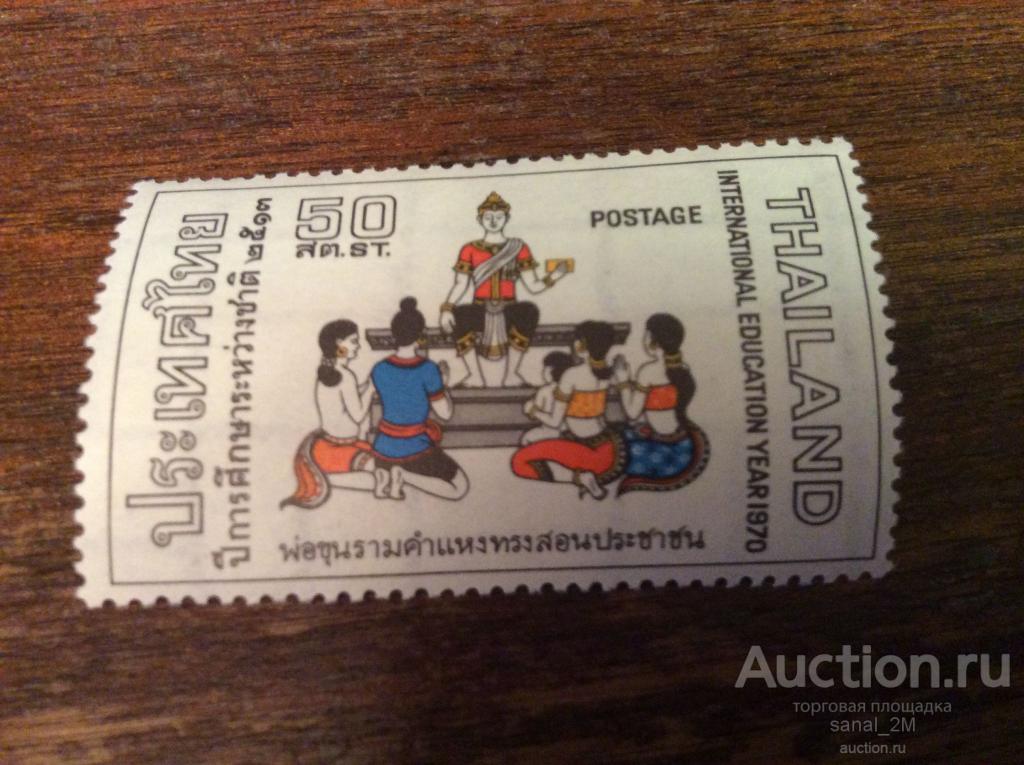 ประเทศไทย
ปีการศึกษาระหว่างชาติ ๒๕๑๓
50
สต. ST.
POSTAGE
INTERNATIONAL EDUCATION YEAR 1970
THAILAND
พ่อขุนรามคำแหงทรงสอนประชาชน
Auction.ru
торговая площадка
sanal_2M
auction.ru